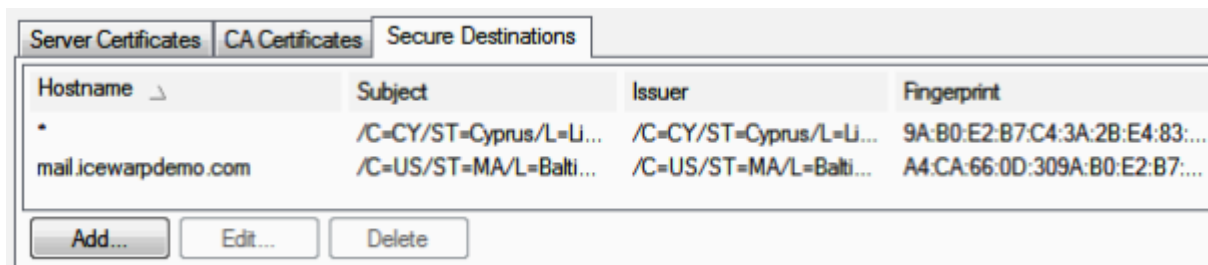 Server Certificates CA Certificates Secure Destinations
Hostname Subject Issuer Fingerprint
* /C=CY/ST=Cyprus/L=Li... /C=CY/ST=Cyprus/L=Li... 9A:B0:E2:B7:C4:3A:2B:E4:83:...
mail.icewarpdemo.com /C=US/ST=MA/L=Balti... /C=US/ST=MA/L=Balti... A4:CA:66:0D:309A:B0:E2:B7:...
Add... Edit... Delete